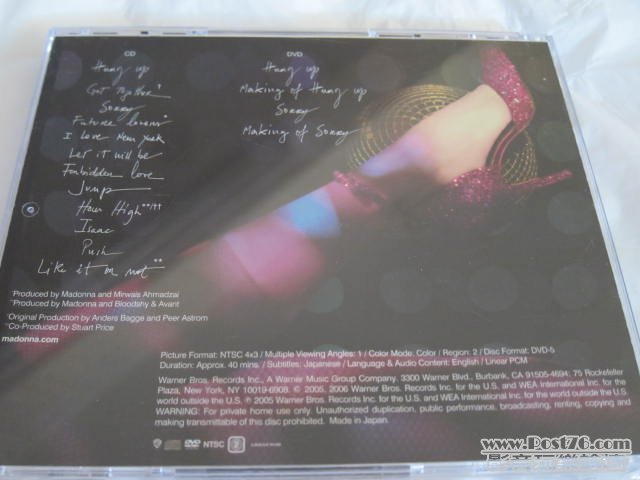 CD
Hung up
Get Together†
Sorry
Future lovers*
I Love New York
Let it will be
Forbidden love
Jump
How High**/††
Isaac
Push
Like it or not**
DVD
Hung up
Making of Hung up
Sorry
Making of Sorry
*Produced by Madonna and Mirwais Ahmadzai
**Produced by Madonna and Bloodshy & Avant
†Original Production by Anders Bagge and Peer Astrom
††Co-Produced by Stuart Price
madonna.com
Picture Format: NTSC 4x3 / Multiple Viewing Angles: 1 / Color Mode. Color / Region: 2 / Disc Format: DVD-5
Duration: Approx. 40 mins. / Subtitles: Japanese / Language & Audio Content: English / Linear PCM
Warner Bros. Records Inc., A Warner Music Group Company. 3300 Warner Blvd., Burbank, CA 91505-4694; 75 Rockefeller
Plaza, New York, NY 10019-6908. © 2005, 2006 Warner Bros. Records Inc. for the U.S. and WEA International Inc. for the
world outside the U.S. ℗ 2005 Warner Bros. Records Inc. for the U.S. and WEA International Inc. for the world outside the U.S.
WARNING: For private home use only. Unauthorized duplication, public performance, broadcasting, renting, copying and
making transmittable of this disc prohibited. Made in Japan.
NTSC 2
http://www.Post76.com